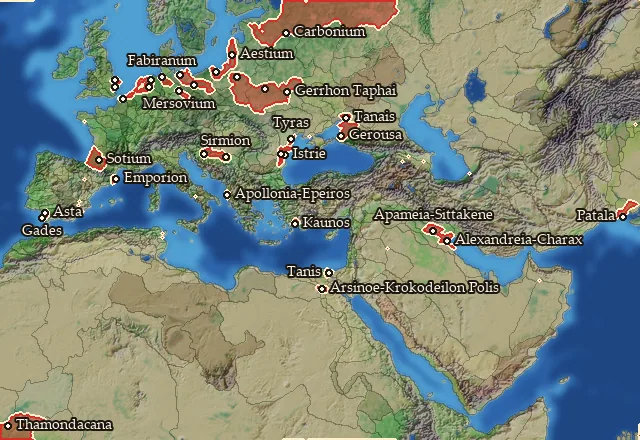 Carbonium
Aestium
Fabiranum
Gerrhon Taphai
Mersovium
Tanais
Tyras
Gerousa
Sirmion
Istrie
Sotium
Emporion
Apollonia-Epeiros
Asta
Apameia-Sittakene
Patala
Gades
Kaunos
Alexandreia-Charax
Tanis
Arsinoe-Krokodeilon Polis
Thamondacana